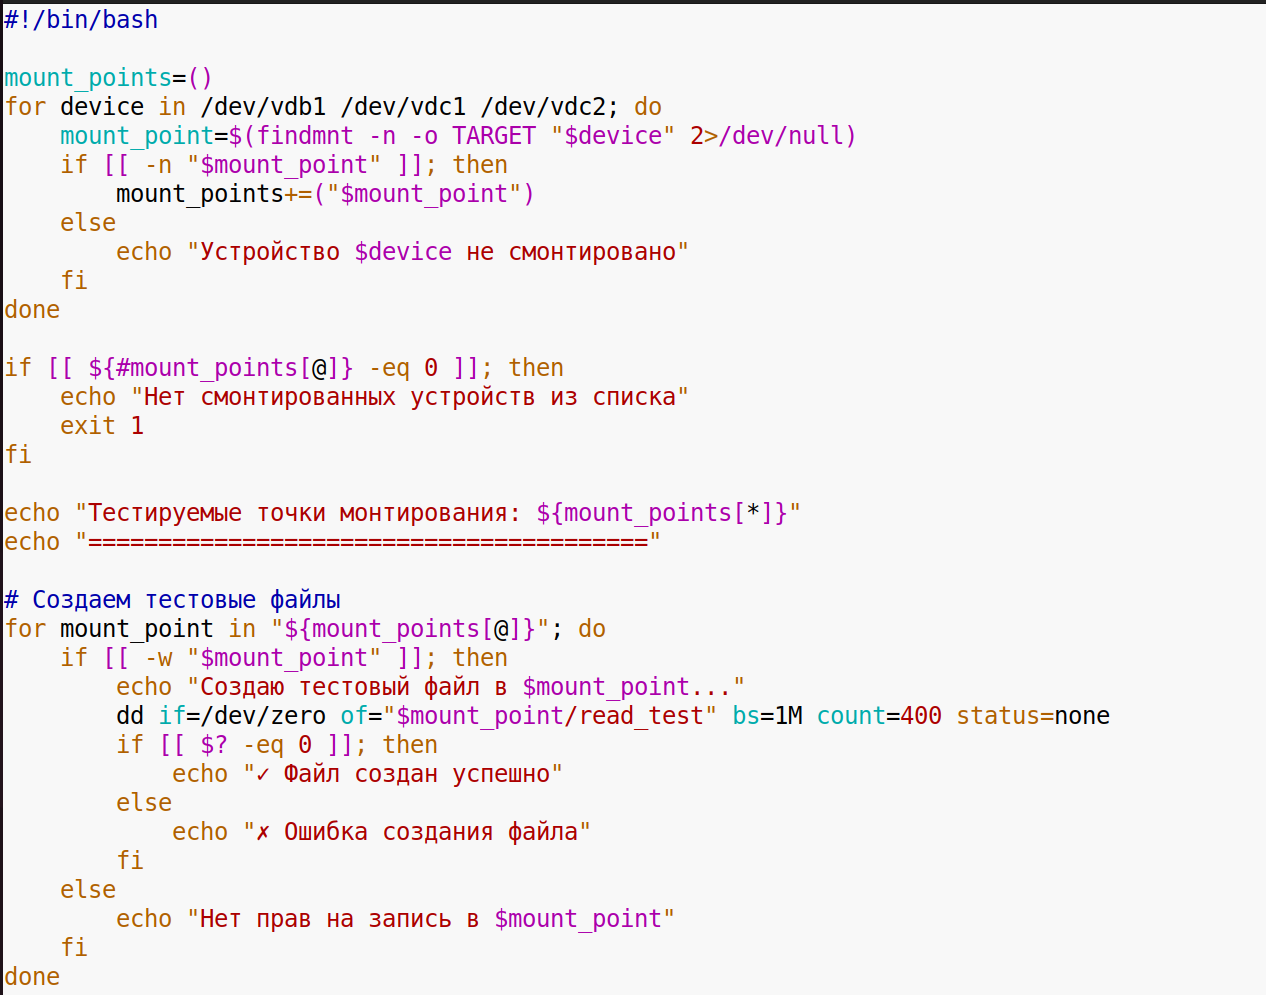 #!/bin/bash

mount_points=()
for device in /dev/vdb1 /dev/vdc1 /dev/vdc2; do
    mount_point=$(findmnt -n -o TARGET "$device" 2>/dev/null)
    if [[ -n "$mount_point" ]]; then
        mount_points+=("$mount_point")
    else
        echo "Устройство $device не смонтировано"
    fi
done

if [[ ${#mount_points[@]} -eq 0 ]]; then
    echo "Нет смонтированных устройств из списка"
    exit 1
fi

echo "Тестируемые точки монтирования: ${mount_points[*]}"
echo "========================================"

# Создаем тестовые файлы
for mount_point in "${mount_points[@]}"; do
    if [[ -w "$mount_point" ]]; then
        echo "Создаю тестовый файл в $mount_point..."
        dd if=/dev/zero of="$mount_point/read_test" bs=1M count=400 status=none
        if [[ $? -eq 0 ]]; then
            echo "✓ Файл создан успешно"
        else
            echo "✗ Ошибка создания файла"
        fi
    else
        echo "Нет прав на запись в $mount_point"
    fi
done